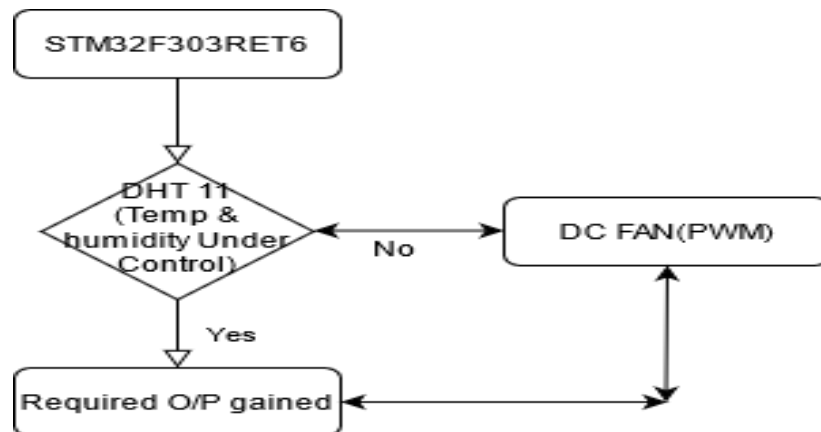 STM32F303RET6
DHT 11
(Temp &
humidity Under
Control)
No
DC FAN(PWM)
Yes
Required O/P gained